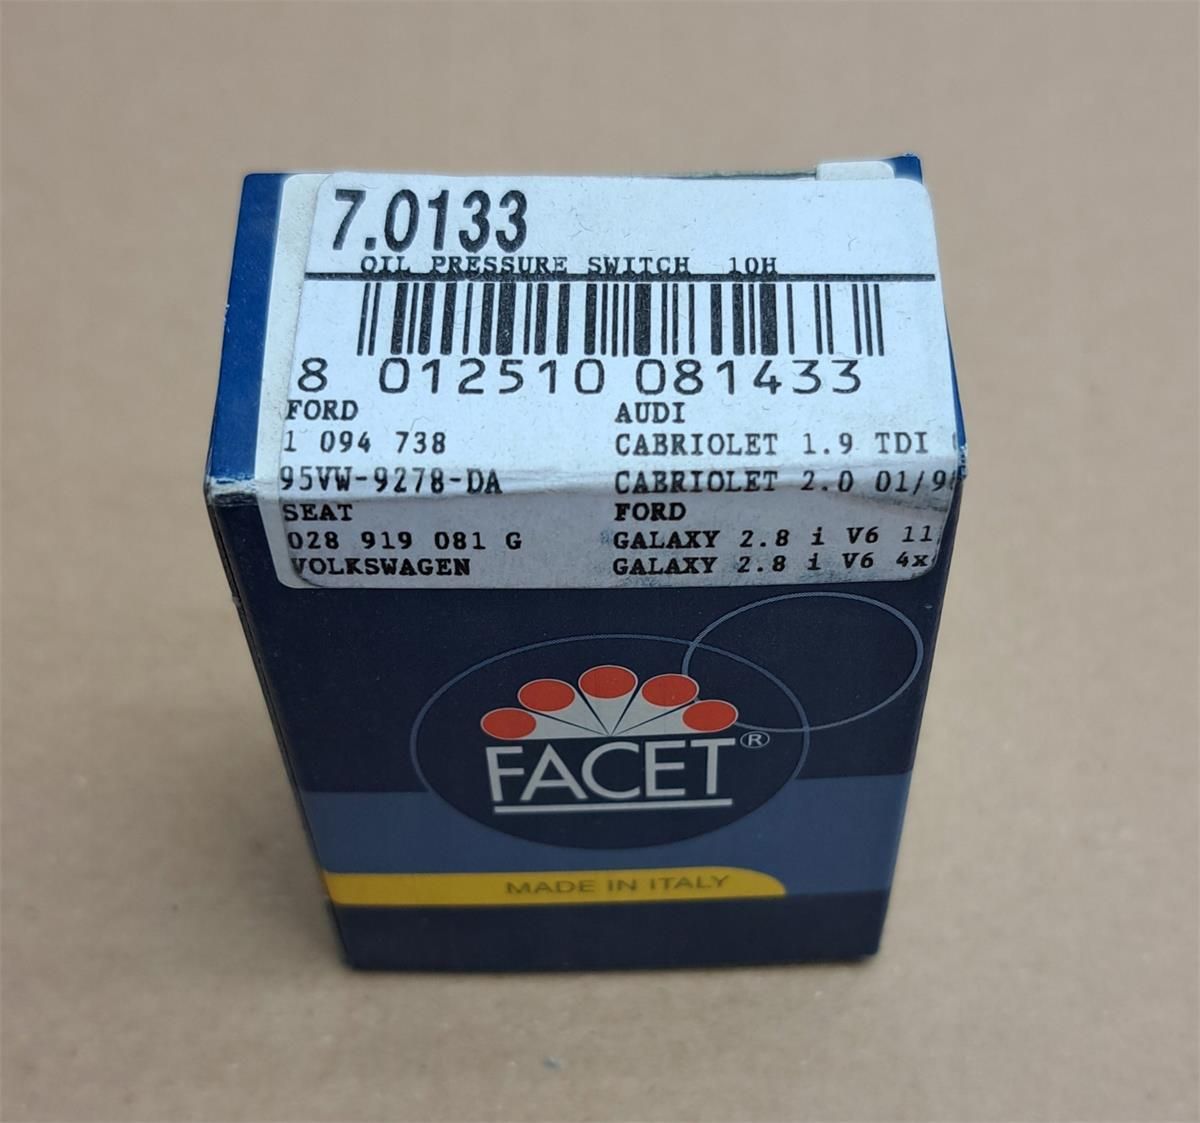 7.0133
OIL PRESSURE SWITCH 10H
8 012510 081433
FORD
1 094 738
95VW-9278-DA
SEAT
028 919 081 G
VOLKSWAGEN
AUDI
CABRIOLET 1.9 TDI
CABRIOLET 2.0 01/9
FORD
GALAXY 2.8 i V6 11
GALAXY 2.8 i V6 4x
FACET®
MADE IN ITALY